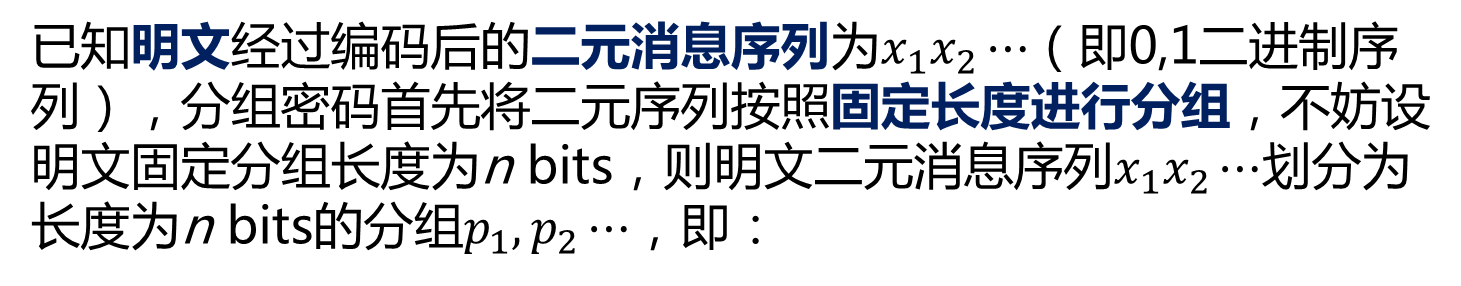 已知明文经过编码后的二元消息序列为x₁x₂ ⋯（即0,1二进制序
列），分组密码首先将二元序列按照固定长度进行分组，不妨设
明文固定分组长度为n bits，则明文二元消息序列x₁x₂ ⋯划分为
长度为n bits的分组p₁, p₂ ⋯，即：